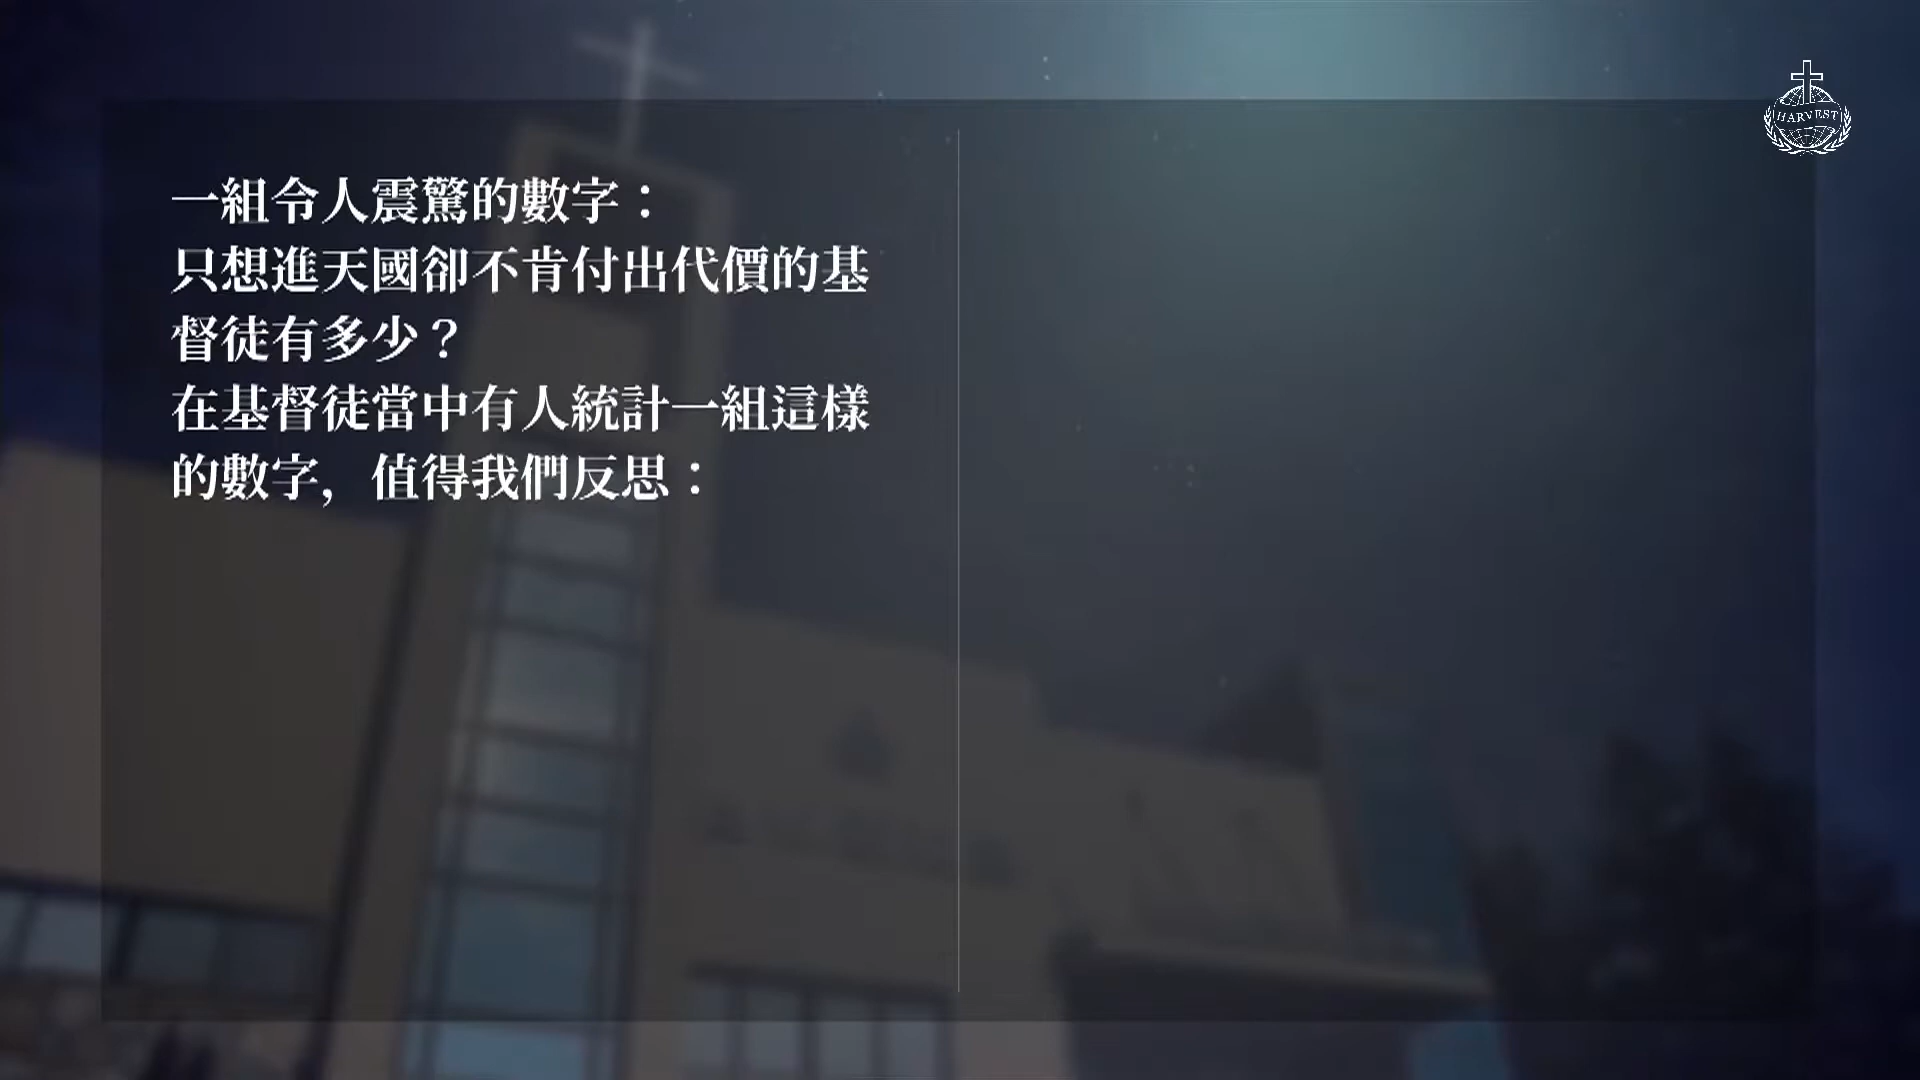 HARVEST
一組令人震驚的數字：
只想進天國卻不肯付出代價的基
督徒有多少？
在基督徒當中有人統計一組這樣
的數字，值得我們反思：